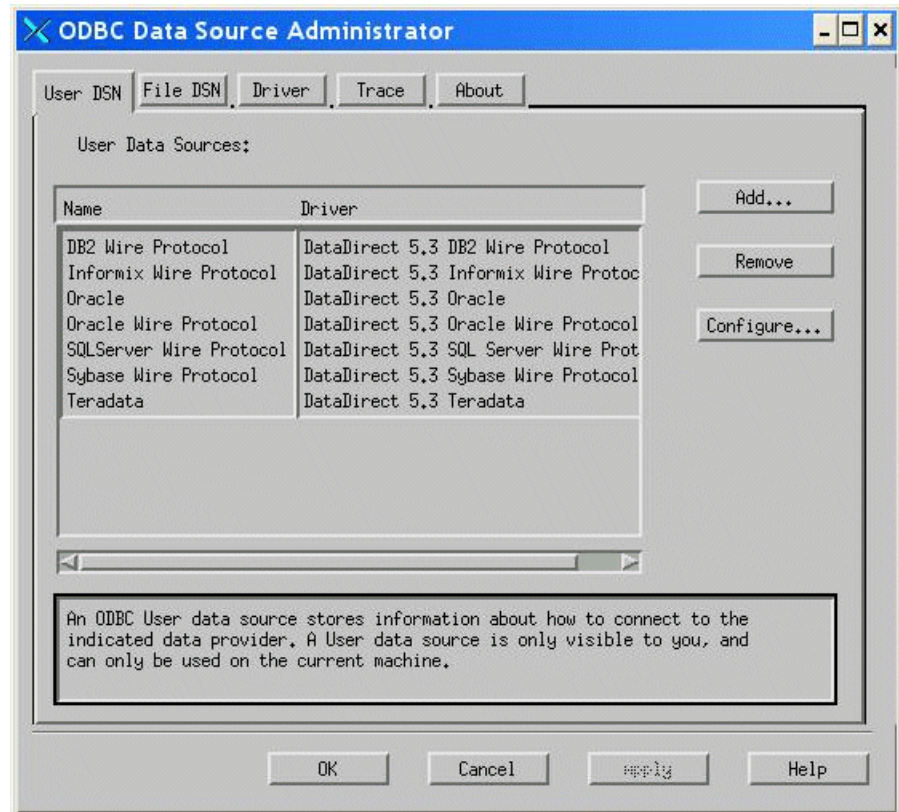 ODBC Data Source Administrator
User DSN File DSN Driver Trace About
User Data Sources:
Name Driver
DB2 Wire Protocol DataDirect 5.3 DB2 Wire Protocol
Informix Wire Protocol DataDirect 5.3 Informix Wire Protoc
Oracle DataDirect 5.3 Oracle
Oracle Wire Protocol DataDirect 5.3 Oracle Wire Protocol
SQLServer Wire Protocol DataDirect 5.3 SQL Server Wire Prot
Sybase Wire Protocol DataDirect 5.3 Sybase Wire Protocol
Teradata DataDirect 5.3 Teradata
Add...
Remove
Configure...
An ODBC User data source stores information about how to connect to the
indicated data provider. A User data source is only visible to you, and
can only be used on the current machine.
OK Cancel Apply Help